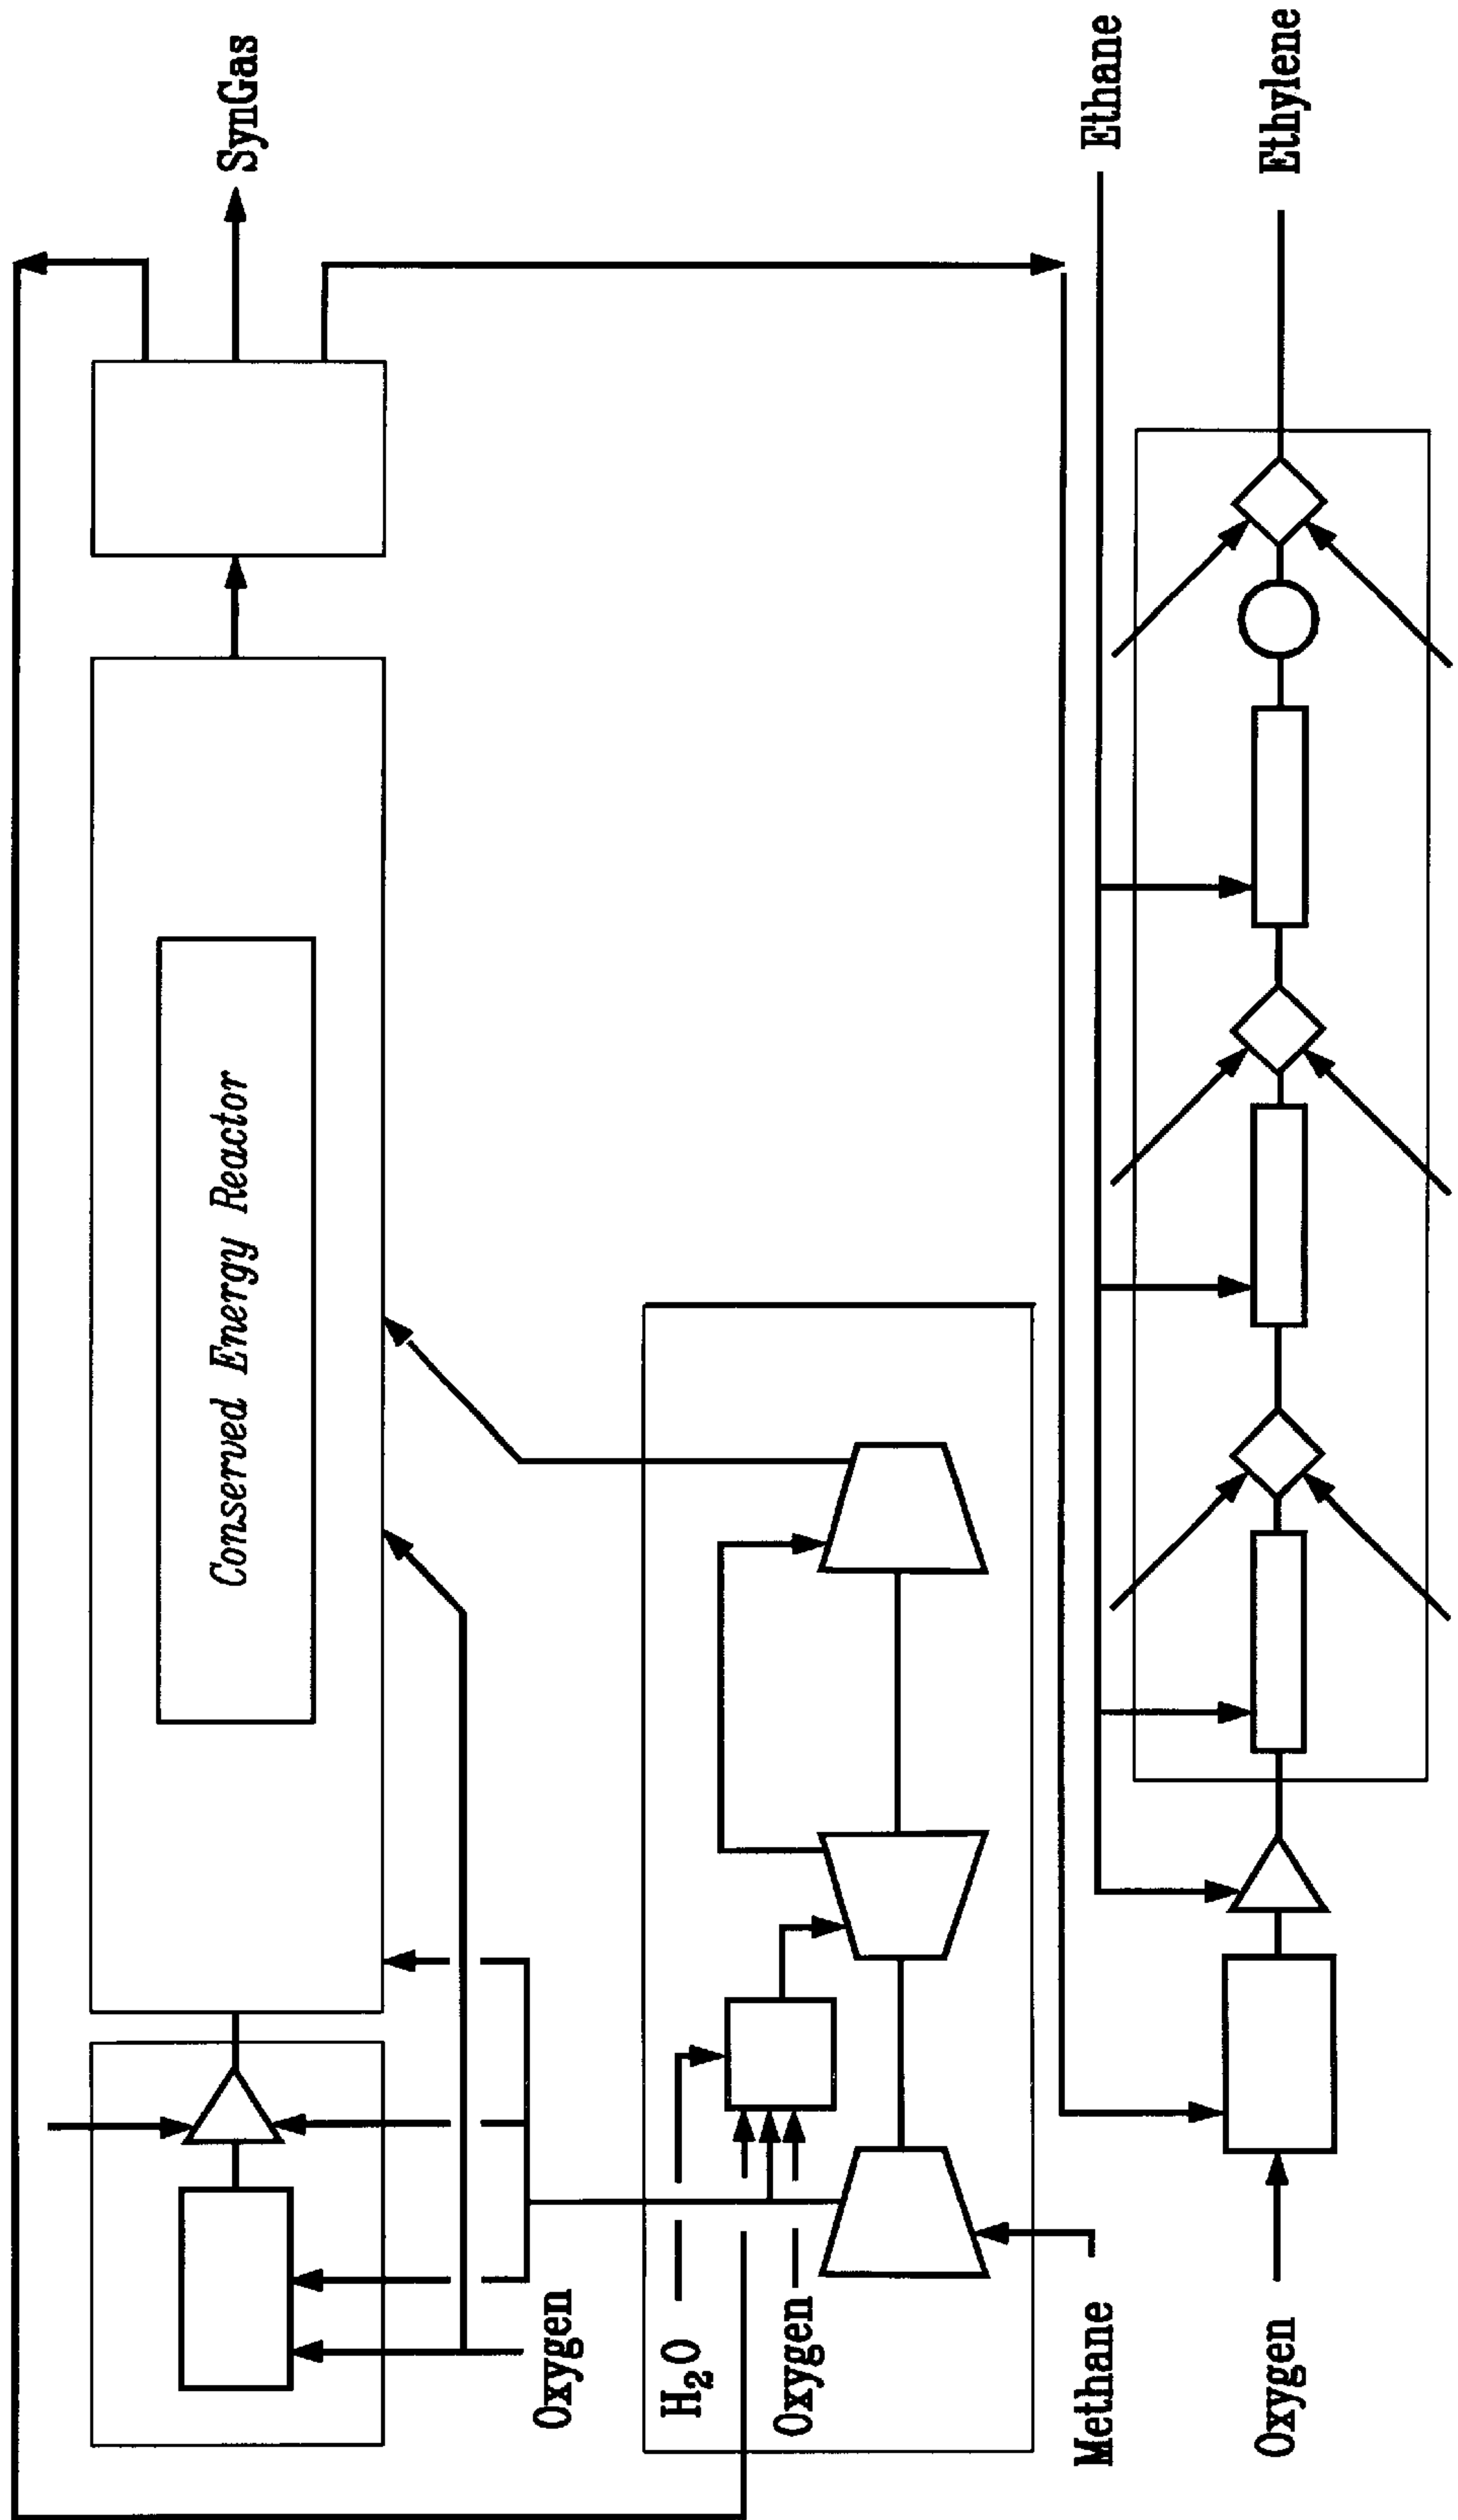 SynGas
Ethane
Ethylene
Conserved Energy Reactor
Oxygen
H₂O
Oxygen
Methane
Oxygen